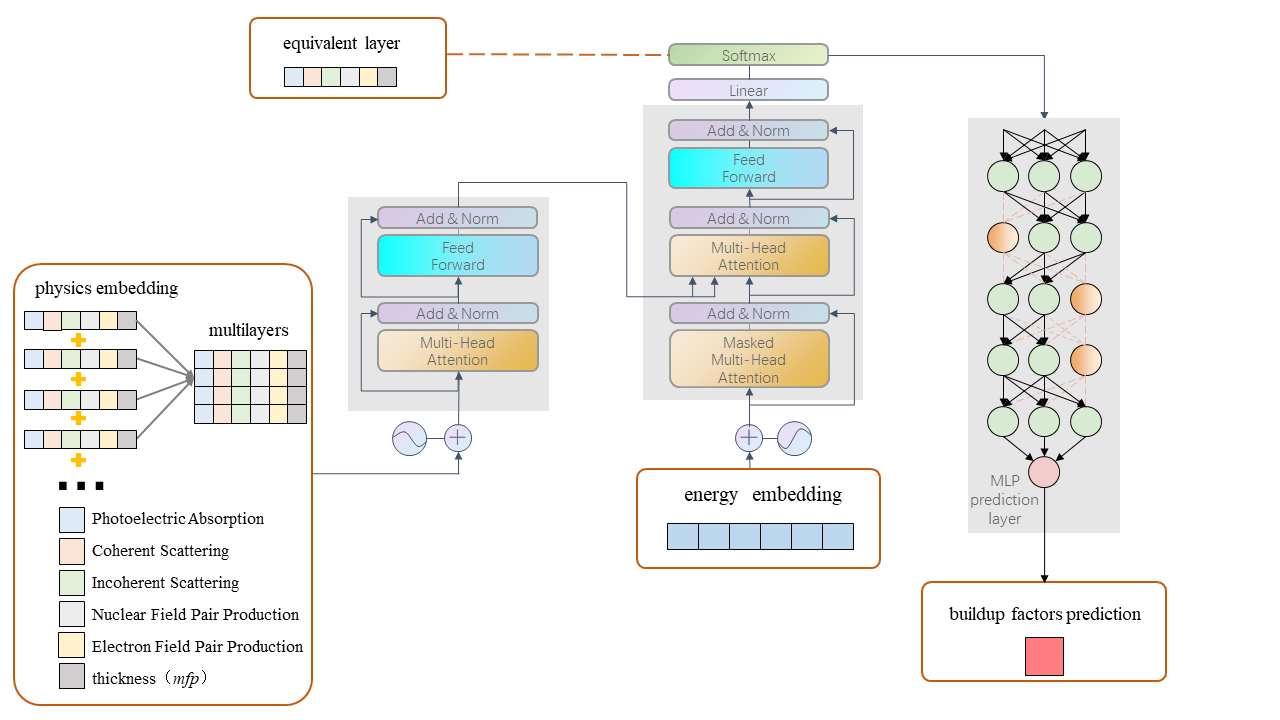 equivalent layer
Softmax
Linear
Add & Norm
Feed
Forward
Add & Norm
Multi-Head
Attention
Add & Norm
Masked
Multi-Head
Attention
Add & Norm
Feed
Forward
Add & Norm
Multi-Head
Attention
physics embedding
multilayers
...
Photoelectric Absorption
Coherent Scattering
Incoherent Scattering
Nuclear Field Pair Production
Electron Field Pair Production
thickness（mfp）
energy embedding
MLP
prediction
layer
buildup factors prediction